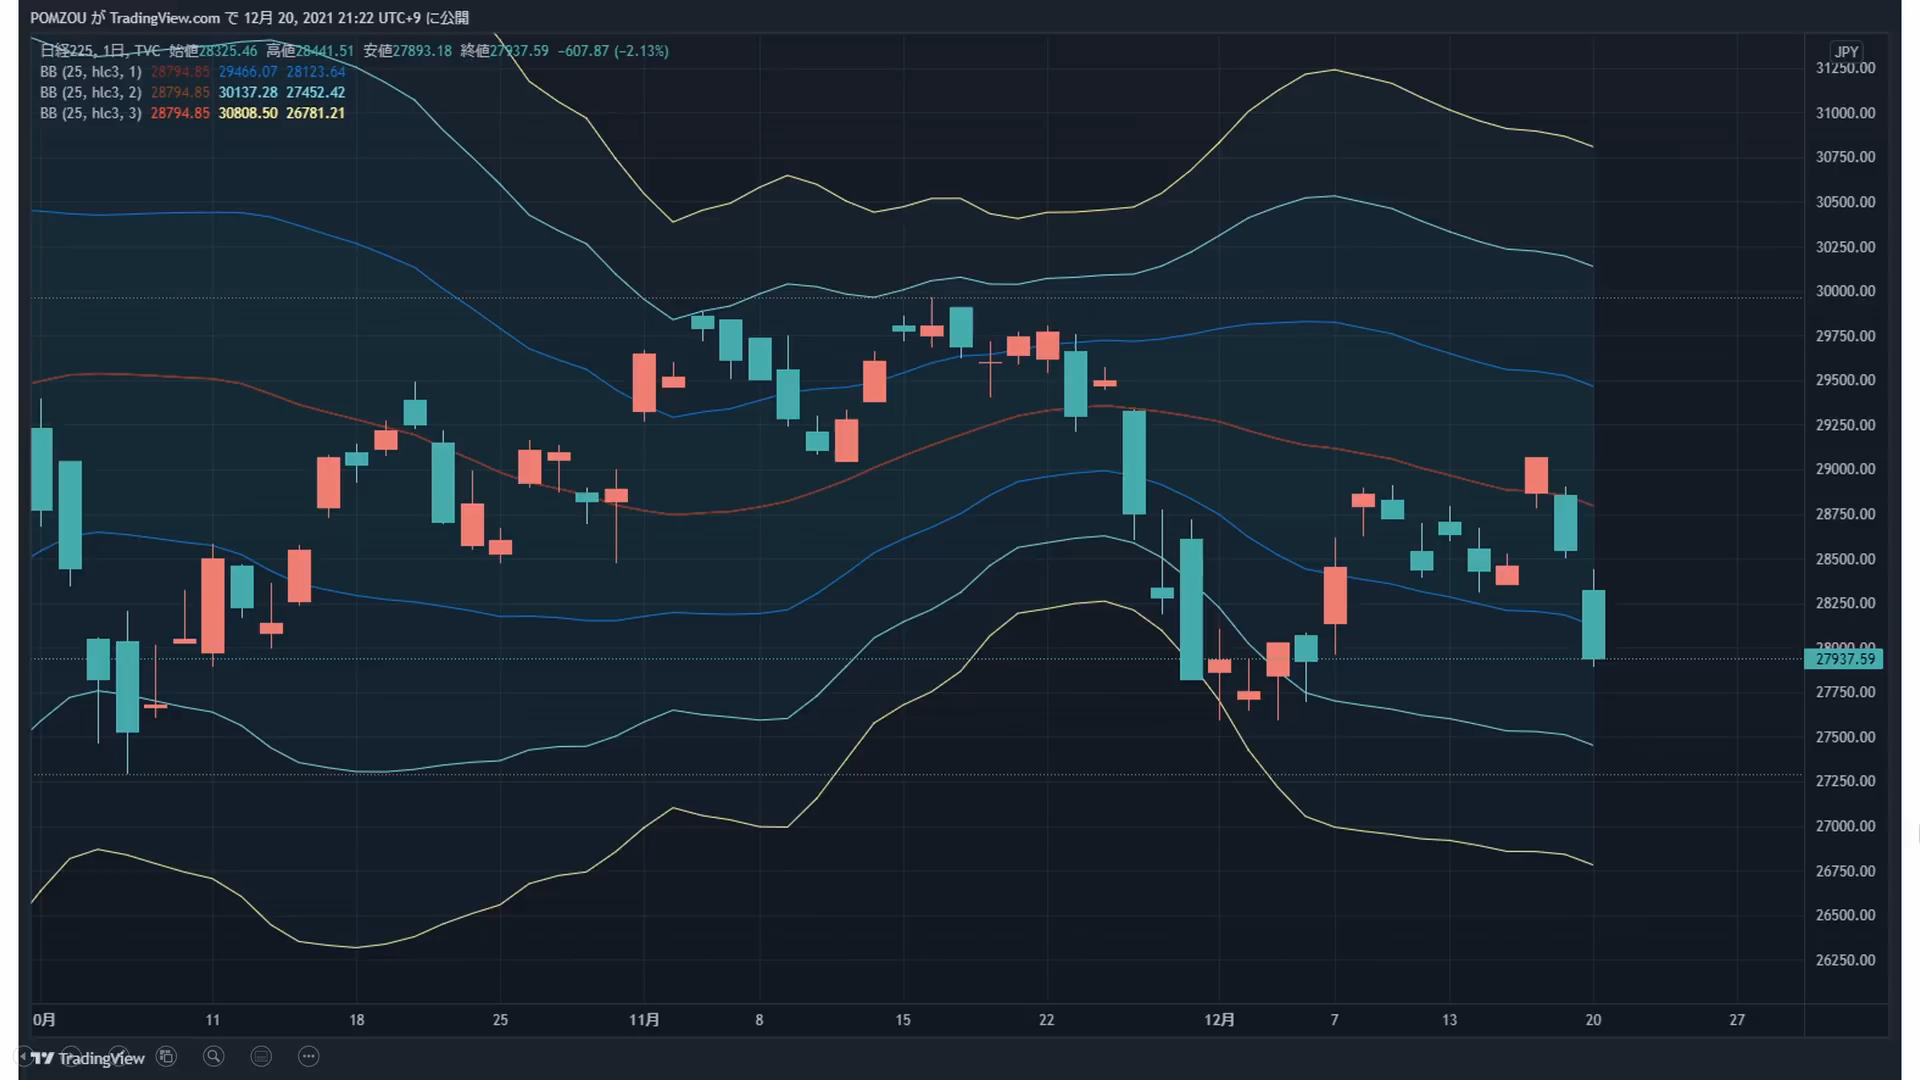 POMZOU が TradingView.com で 12月 20, 2021 21:22 UTC+9 に公開
日経225, 1日, TVC 始値28325.46 高値28441.51 安値27893.18 終値27937.59 −607.87 (−2.13%)
BB (25, hlc3, 1) 28794.85 29466.07 28123.64
BB (25, hlc3, 2) 28794.85 30137.28 27452.42
BB (25, hlc3, 3) 28794.85 30808.50 26781.21
JPY
31250.00
31000.00
30750.00
30500.00
30250.00
30000.00
29750.00
29500.00
29250.00
29000.00
28750.00
28500.00
28250.00
28000.00
27937.59
27750.00
27500.00
27250.00
27000.00
26750.00
26500.00
26250.00
0月 11 18 25 11月 8 15 22 12月 7 13 20 27
TradingView